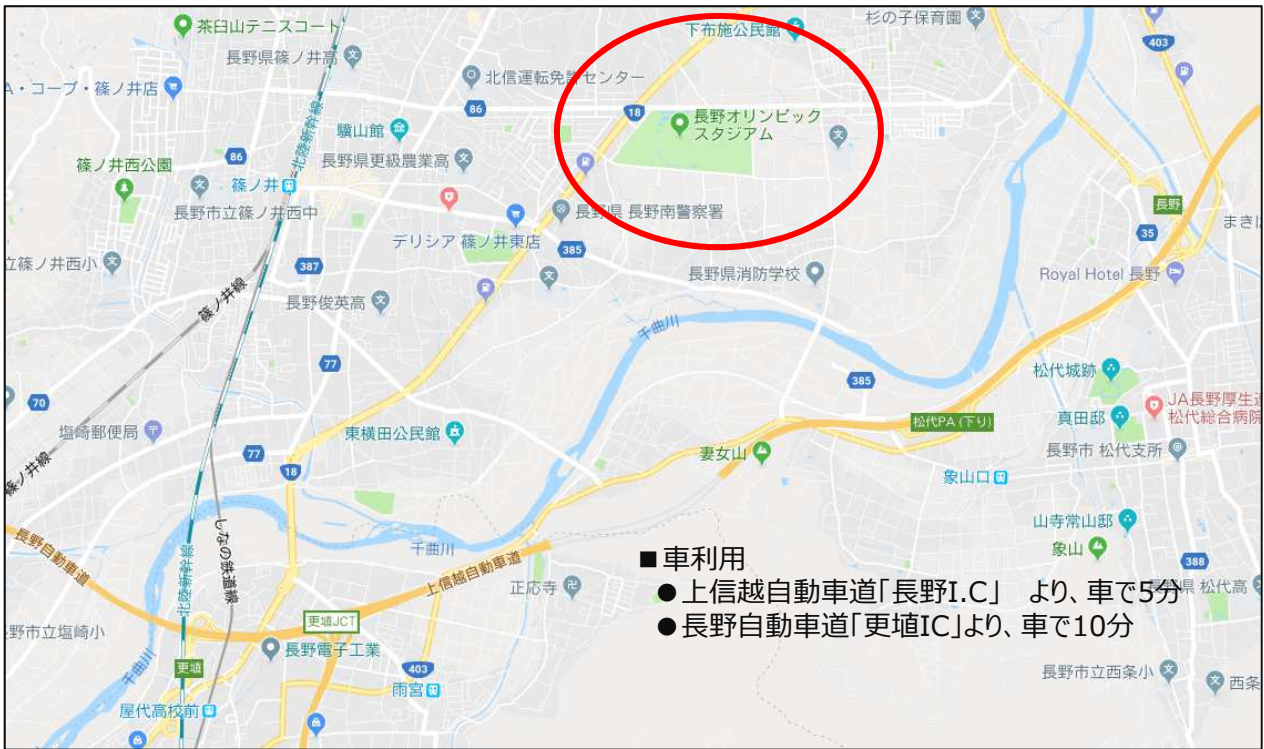 茶臼山テニスコート
下布施公民館
杉の子保育園
403
長野県篠ノ井高
北信運転免許センター
A・コープ・篠ノ井店
86
18
長野オリンピック
スタジアム
驥山館
北陸新幹線
86
長野県更級農業高
篠ノ井西公園
篠ノ井
長野
長野市立篠ノ井西中
長野県 長野南警察署
35
デリシア 篠ノ井東店
385
立篠ノ井西小
387
長野県消防学校
Royal Hotel 長野
篠ノ井線
長野俊英高
千曲川
77
385
松代城跡
70
JA長野厚生連
松代総合病院
塩崎郵便局
東横田公民館
松代PA (下り)
真田邸
77
妻女山
長野市 松代支所
18
象山口
篠ノ井線
しなの鉄道線
山寺常山邸
長野自動車道
千曲川
象山
北陸新幹線
上信越自動車道
正応寺
388
■車利用
●上信越自動車道「長野I.C」 より、車で5分
県 松代高
●長野自動車道「更埴IC」より、車で10分
野市立塩崎小
更埴JCT
長野電子工業
千曲川
更埴
403
雨宮
長野市立西条小
西条
屋代高校前